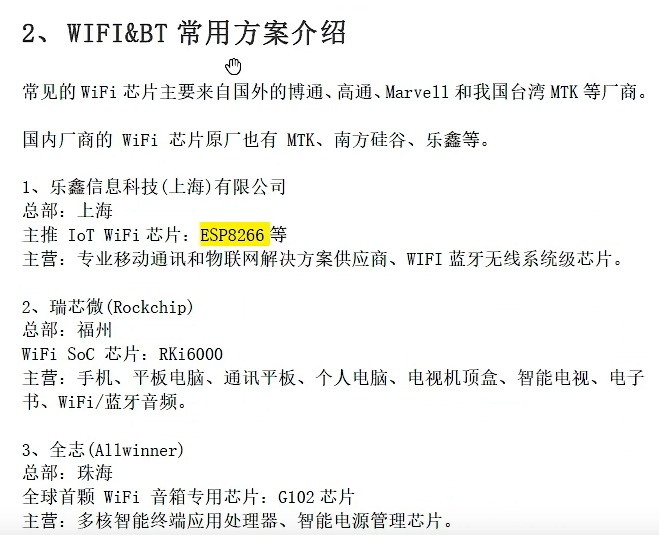 2、WIFI&BT 常用方案介绍
常见的 WiFi 芯片主要来自国外的博通、高通、Marvell 和我国台湾 MTK 等厂商。
国内厂商的 WiFi 芯片原厂也有 MTK、南方硅谷、乐鑫等。
1、乐鑫信息科技(上海)有限公司
总部：上海
主推 IoT WiFi 芯片：ESP8266 等
主营：专业移动通讯和物联网解决方案供应商、WIFI 蓝牙无线系统级芯片。
2、瑞芯微(Rockchip)
总部：福州
WiFi SoC 芯片：RKi6000
主营：手机、平板电脑、通讯平板、个人电脑、电视机顶盒、智能电视、电子
书、WiFi/蓝牙音频。
3、全志(Allwinner)
总部：珠海
全球首颗 WiFi 音箱专用芯片：G102 芯片
主营：多核智能终端应用处理器、智能电源管理芯片。